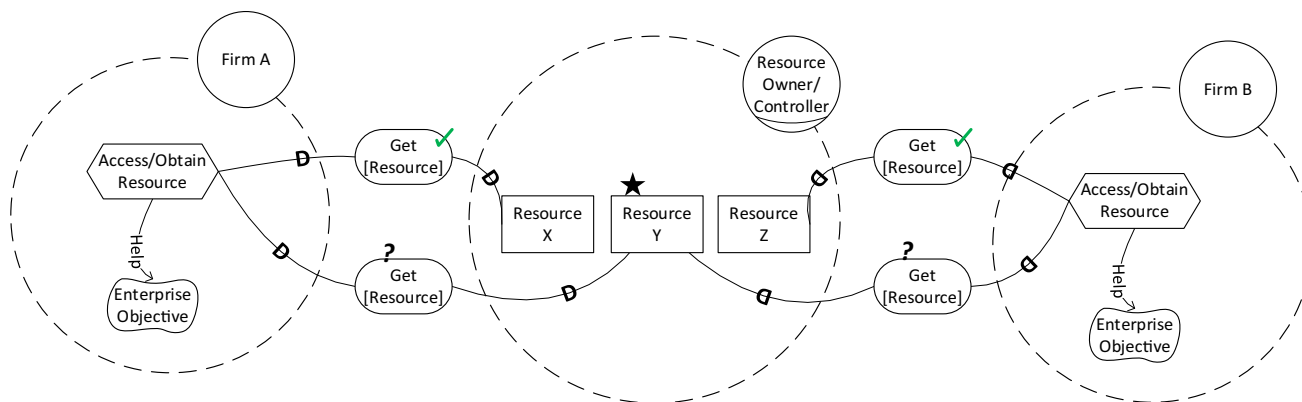 Firm A
Access/Obtain
Resource
Help
Enterprise
Objective
D
Get
[Resource]
D
D
?
Get
[Resource]
D
Resource
Owner/
Controller
Resource
X
Resource
Y
Resource
Z
D
Get
[Resource]
D
D
?
Get
[Resource]
D
Firm B
Access/Obtain
Resource
Help
Enterprise
Objective